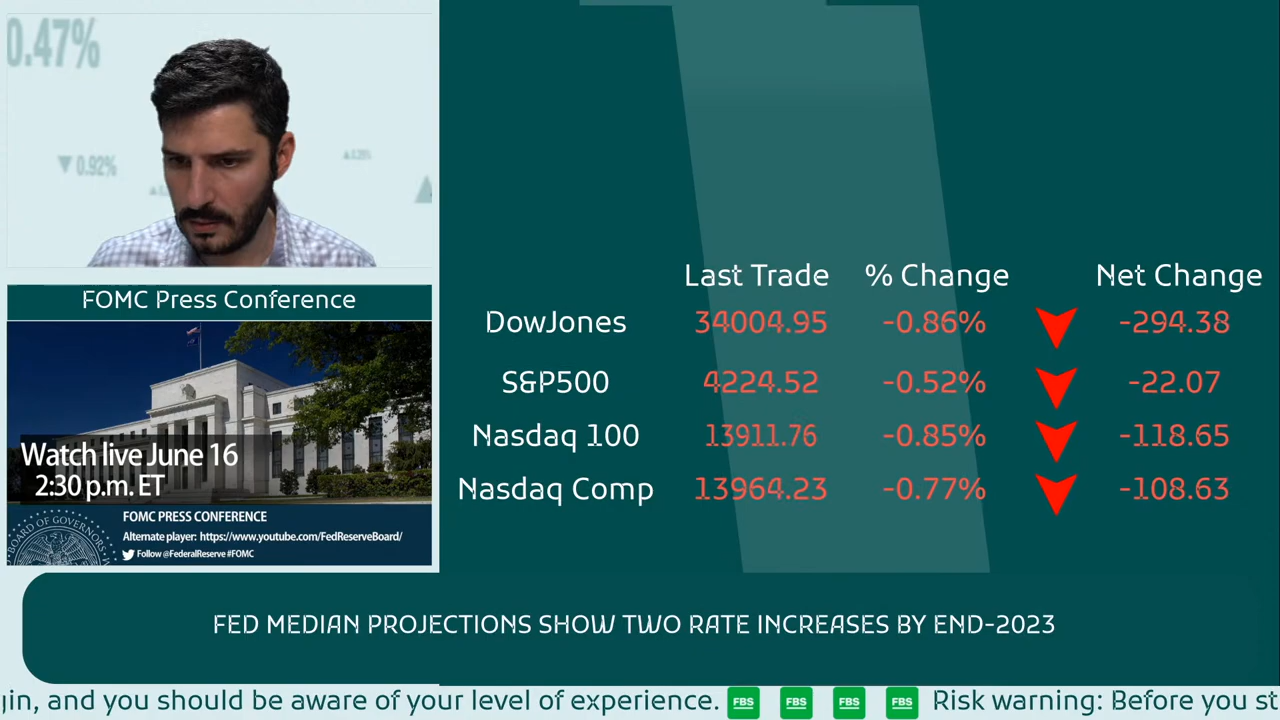 0.47%
▼ 0.92%
FOMC Press Conference
Watch live June 16
2:30 p.m. ET
FOMC PRESS CONFERENCE
Alternate player: https://www.youtube.com/FedReserveBoard/
Follow @FederalReserve #FOMC
BOARD OF GOVERNORS
Last Trade % Change Net Change
DowJones 34004.95 -0.86% -294.38
S&P500 4224.52 -0.52% -22.07
Nasdaq 100 13911.76 -0.85% -118.65
Nasdaq Comp 13964.23 -0.77% -108.63
FED MEDIAN PROJECTIONS SHOW TWO RATE INCREASES BY END-2023
gin, and you should be aware of your level of experience. FBS FBS FBS FBS Risk warning: Before you st